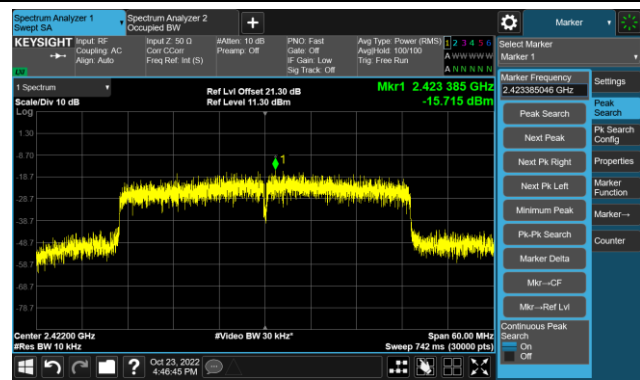 Spectrum Analyzer 1
Swept SA
Spectrum Analyzer 2
Occupied BW
+
Marker
KEYSIGHT
Input: RF
Coupling: AC
Align: Auto
Input Z: 50 Ω
Corr CCorr
Freq Ref: Int (S)
#Atten: 10 dB
Preamp: Off
PNO: Fast
Gate: Off
IF Gain: Low
Sig Track: Off
Avg Type: Power (RMS)
Avg|Hold: 100/100
Trig: Free Run
1 2 3 4 5 6
A W W W W W
A N N N N N
LW
Select Marker
Marker 1
1 Spectrum
Scale/Div 10 dB
Ref Lvl Offset 21.30 dB
Ref Level 11.30 dBm
Mkr1 2.423 385 GHz
-15.715 dBm
Log
1.30
-8.70
-18.7
-28.7
-38.7
-48.7
-58.7
-68.7
-78.7
1
Center 2.42200 GHz
#Res BW 10 kHz
#Video BW 30 kHz*
Span 60.00 MHz
Sweep 742 ms (30000 pts)
Marker Frequency
2.423385046 GHz
Peak Search
Next Peak
Next Pk Right
Next Pk Left
Minimum Peak
Pk-Pk Search
Marker Delta
Mkr→CF
Mkr→Ref Lvl
Continuous Peak
Search
On
Off
Settings
Peak
Search
Pk Search
Config
Properties
Marker
Function
Marker→
Counter
?
Oct 23, 2022
4:46:45 PM